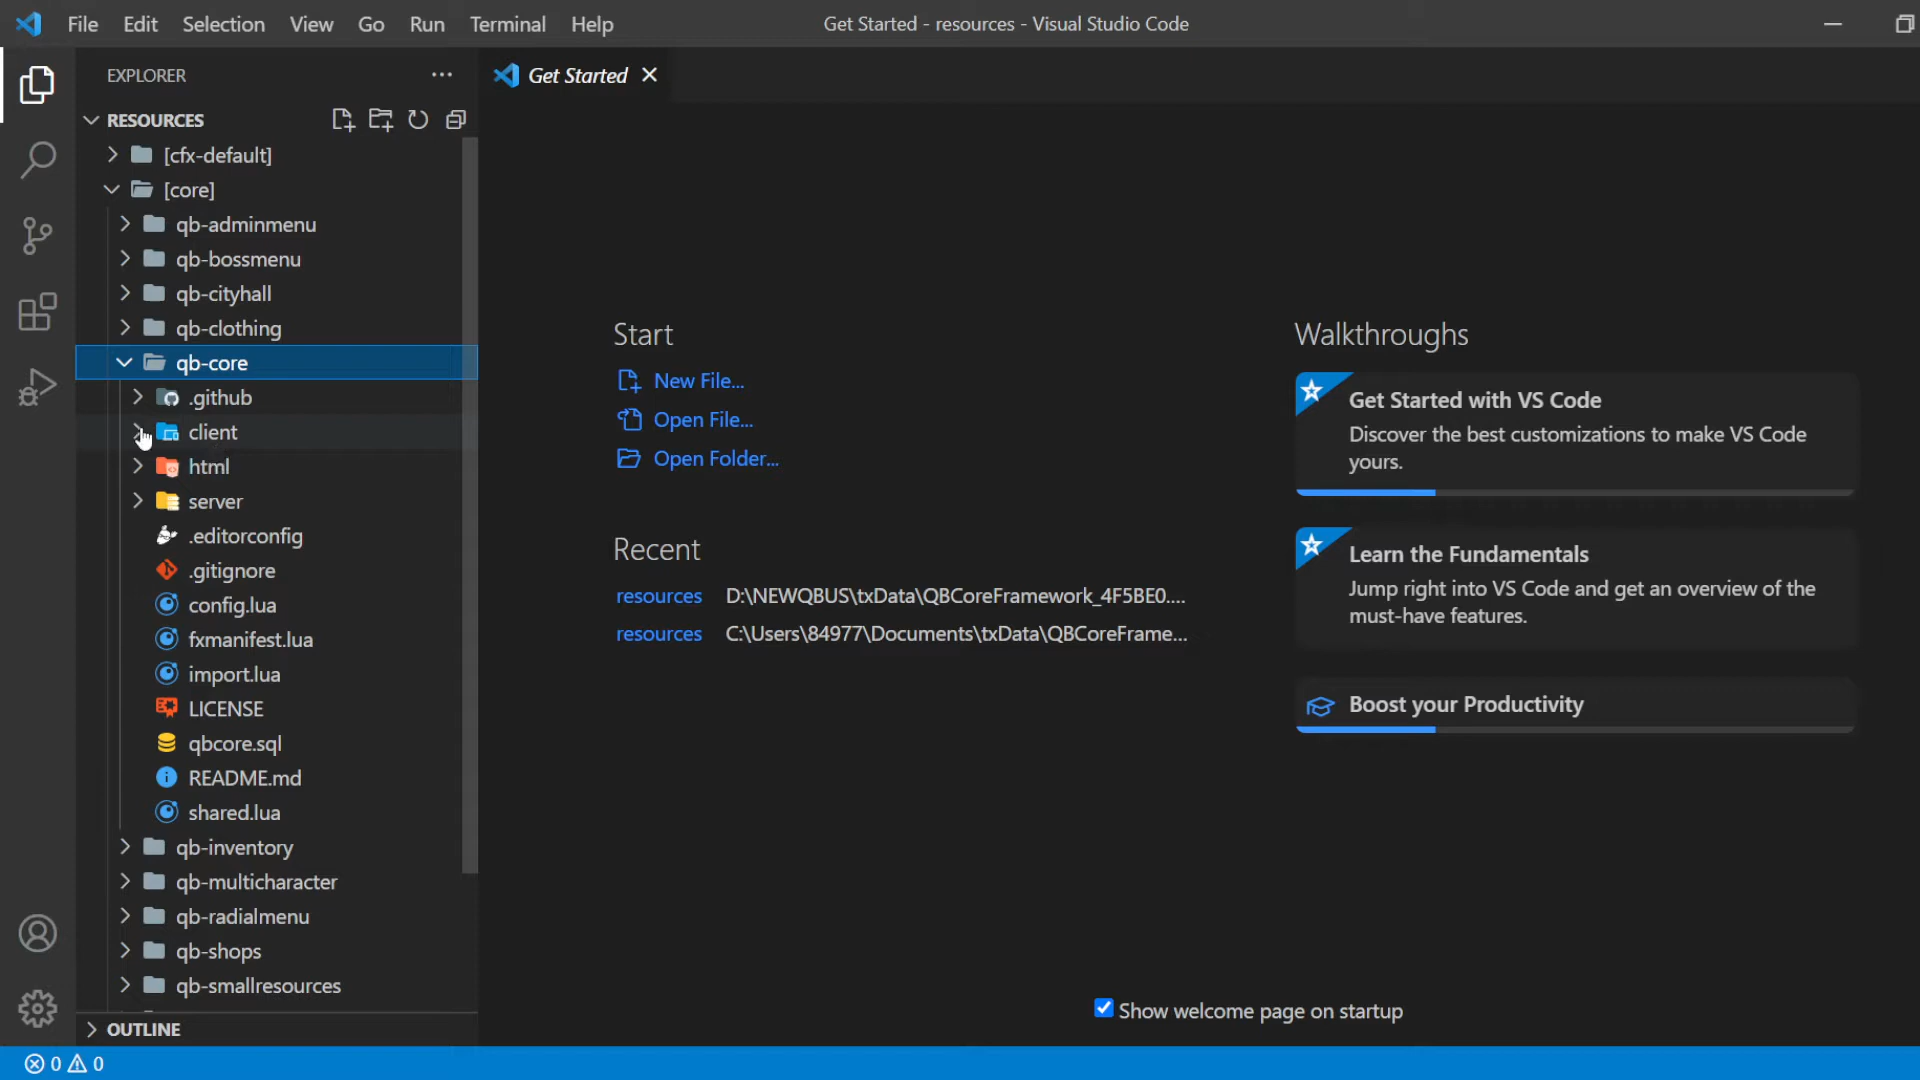 File Edit Selection View Go Run Terminal Help
Get Started - resources - Visual Studio Code
EXPLORER
Get Started
RESOURCES
[cfx-default]
[core]
qb-adminmenu
qb-bossmenu
qb-cityhall
qb-clothing
qb-core
.github
client
html
server
.editorconfig
.gitignore
config.lua
fxmanifest.lua
import.lua
LICENSE
qbcore.sql
README.md
shared.lua
qb-inventory
qb-multicharacter
qb-radialmenu
qb-shops
qb-smallresources
OUTLINE
Start
New File...
Open File...
Open Folder...
Recent
resources D:\NEWQBUS\txData\QBCoreFramework_4F5BE0....
resources C:\Users\84977\Documents\txData\QBCoreFrame...
Walkthroughs
Get Started with VS Code
Discover the best customizations to make VS Code
yours.
Learn the Fundamentals
Jump right into VS Code and get an overview of the
must-have features.
Boost your Productivity
Show welcome page on startup
0 0